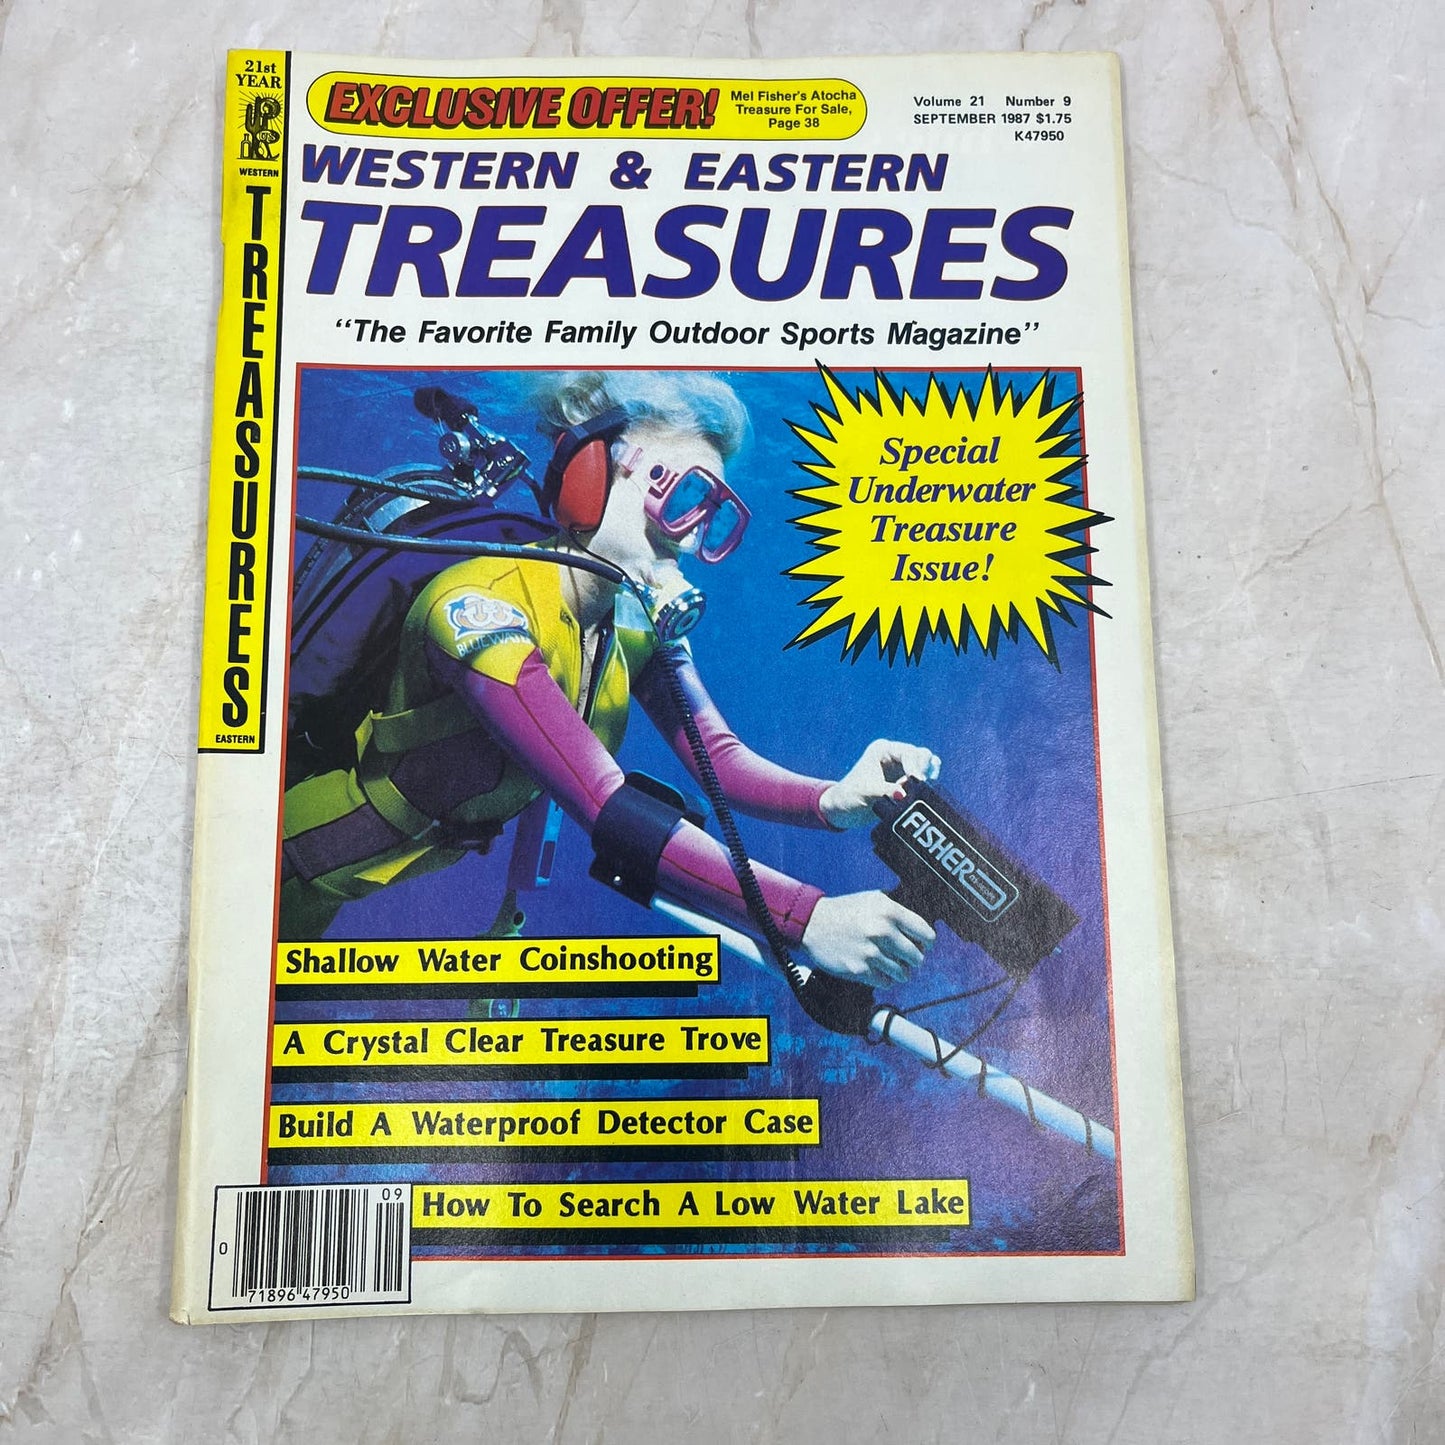 21st
YEAR
WESTERN
TREASURES
EASTERN
EXCLUSIVE OFFER!
Mel Fisher's Atocha
Treasure For Sale,
Page 38
Volume 21 Number 9
SEPTEMBER 1987 $1.75
K47950
WESTERN & EASTERN
TREASURES
"The Favorite Family Outdoor Sports Magazine"
Special
Underwater
Treasure
Issue!
FISHER
Shallow Water Coinshooting
A Crystal Clear Treasure Trove
Build A Waterproof Detector Case
How To Search A Low Water Lake
09
0
71896 47950